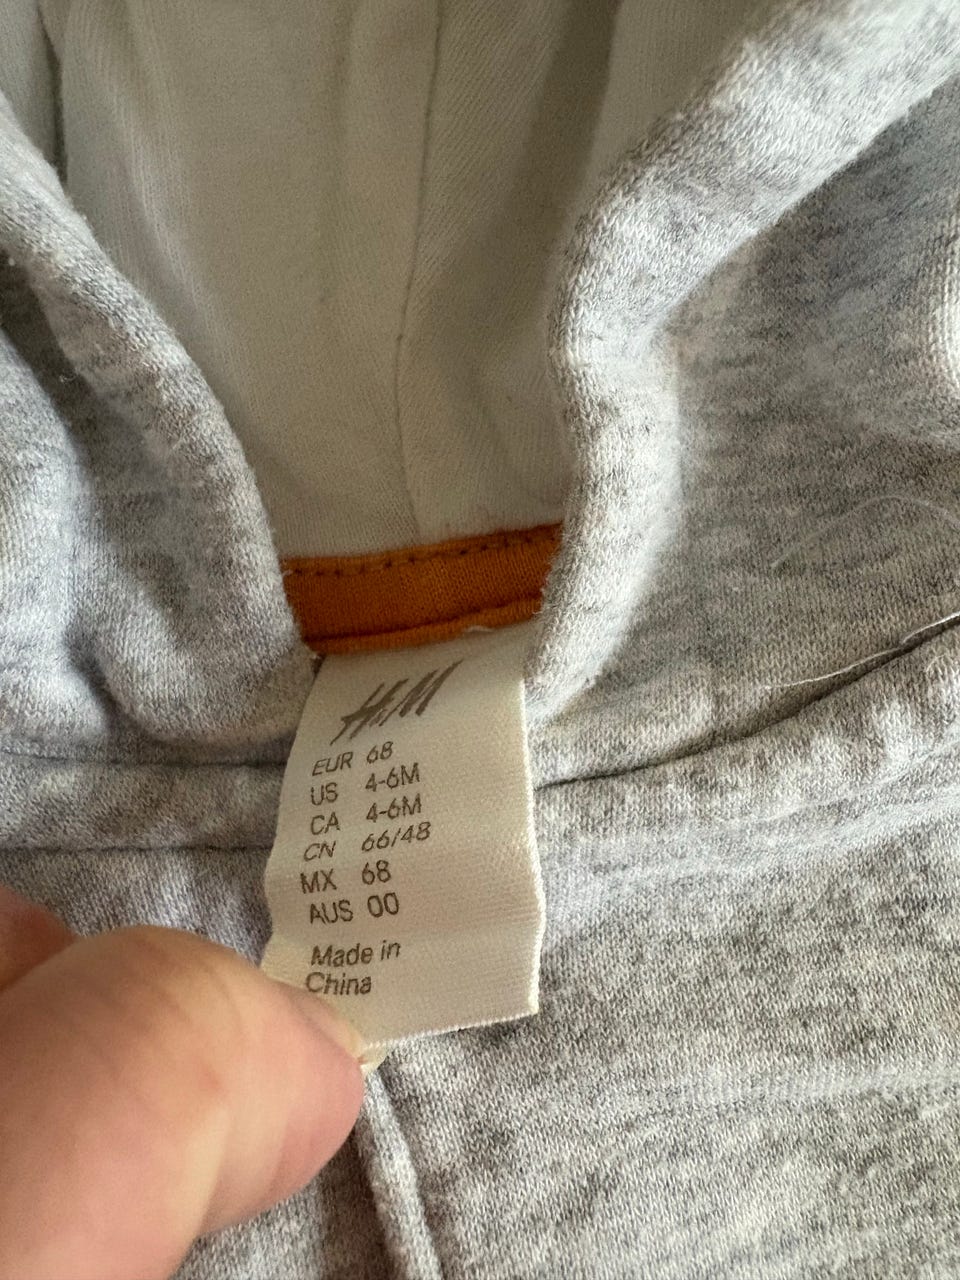 H&M
EUR 68
US 4-6M
CA 4-6M
CN 66/48
MX 68
AUS 00
Made in
China